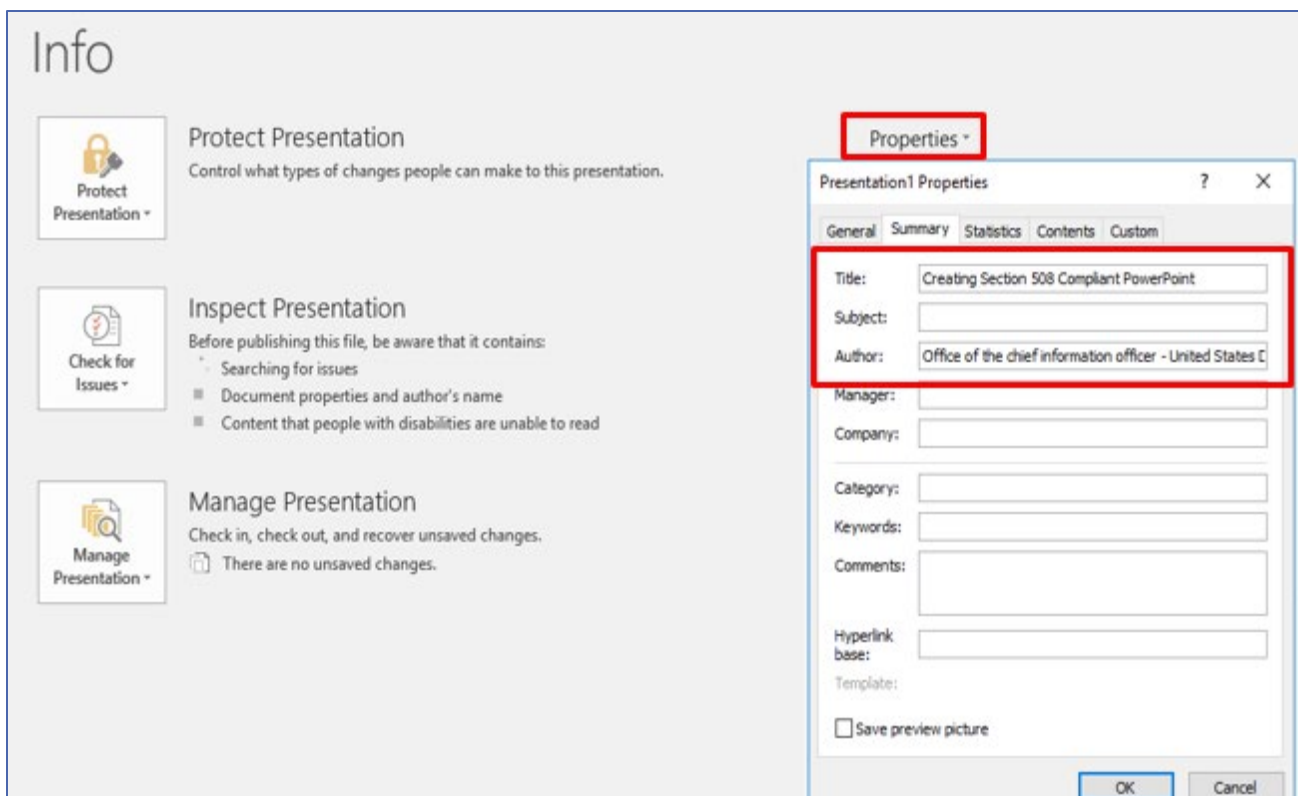 Info
Protect Presentation
Control what types of changes people can make to this presentation.
Protect
Presentation
Inspect Presentation
Before publishing this file, be aware that it contains:
Searching for issues
Document properties and author's name
Content that people with disabilities are unable to read
Check for
Issues
Manage Presentation
Check in, check out, and recover unsaved changes.
There are no unsaved changes.
Manage
Presentation
Properties
Presentation1 Properties ? X
General Summary Statistics Contents Custom
Title: Creating Section 508 Compliant PowerPoint
Subject:
Author: Office of the chief information officer - United States D
Manager:
Company:
Category:
Keywords:
Comments:
Hyperlink
base:
Template:
Save preview picture
OK Cancel